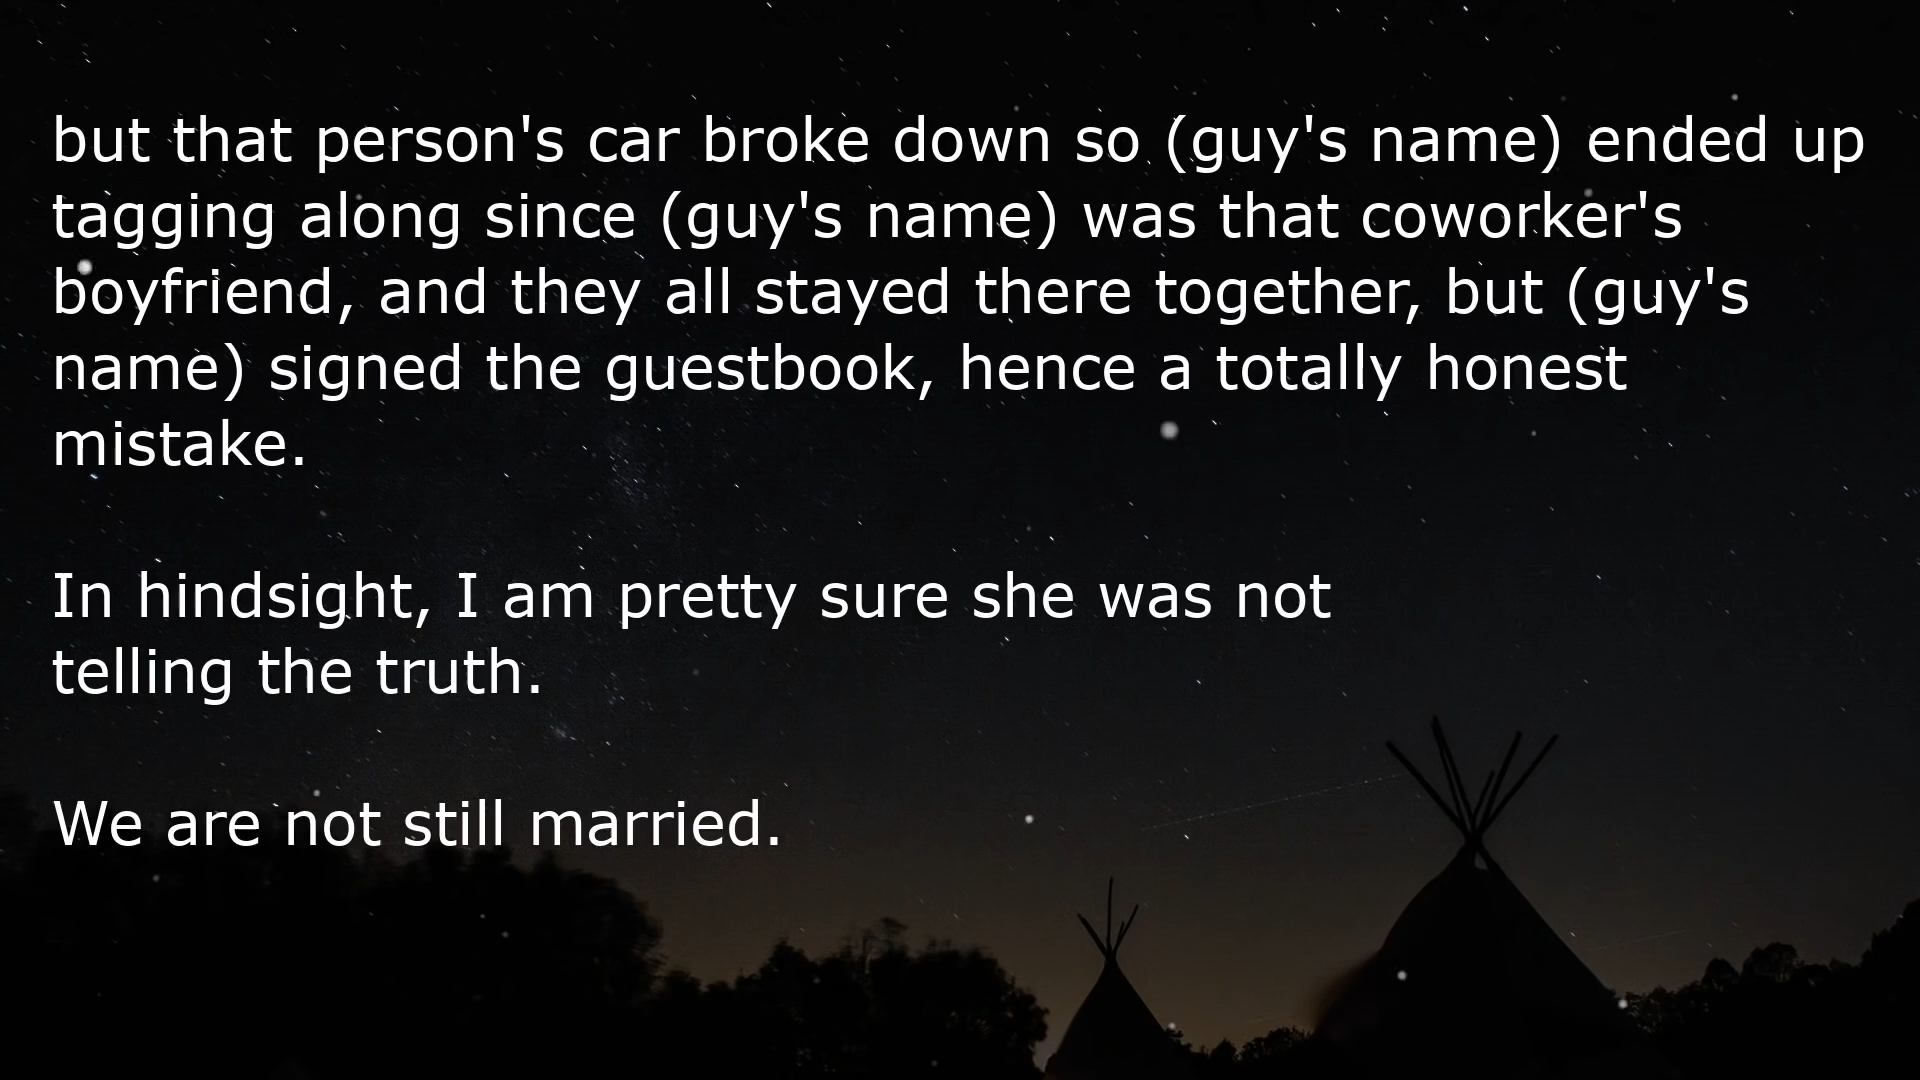 but that person's car broke down so (guy's name) ended up
tagging along since (guy's name) was that coworker's
boyfriend, and they all stayed there together, but (guy's
name) signed the guestbook, hence a totally honest
mistake.
In hindsight, I am pretty sure she was not
telling the truth.
We are not still married.